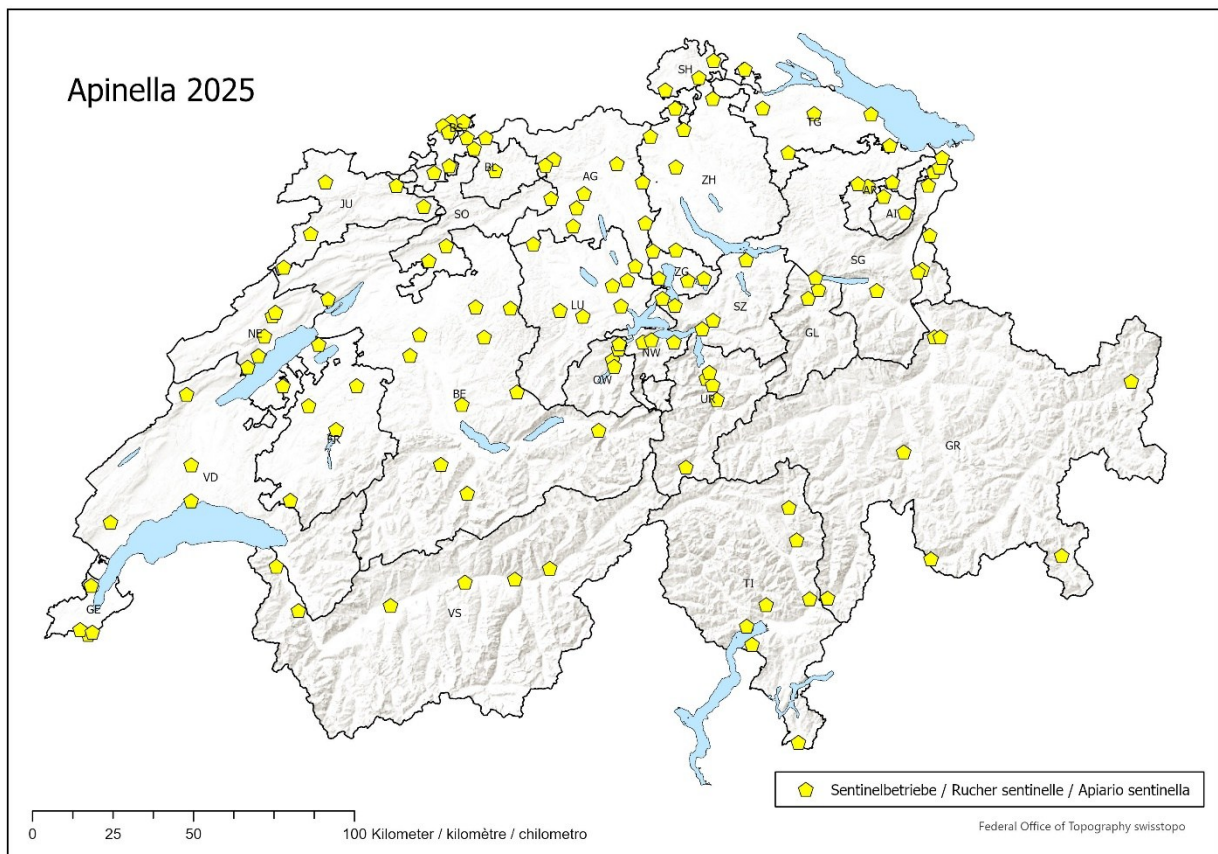 Apinella 2025
SH
BS
TG
BL
AG
ZH
JU
SO
AR
AI
SG
ZG
LU
SZ
NE
GL
NW
OW
BE
UR
FR
GR
VD
TI
GE
VS
Sentinelbetriebe / Rucher sentinelle / Apiario sentinella
0 25 50 100 Kilometer / kilomètre / chilometro
Federal Office of Topography swisstopo